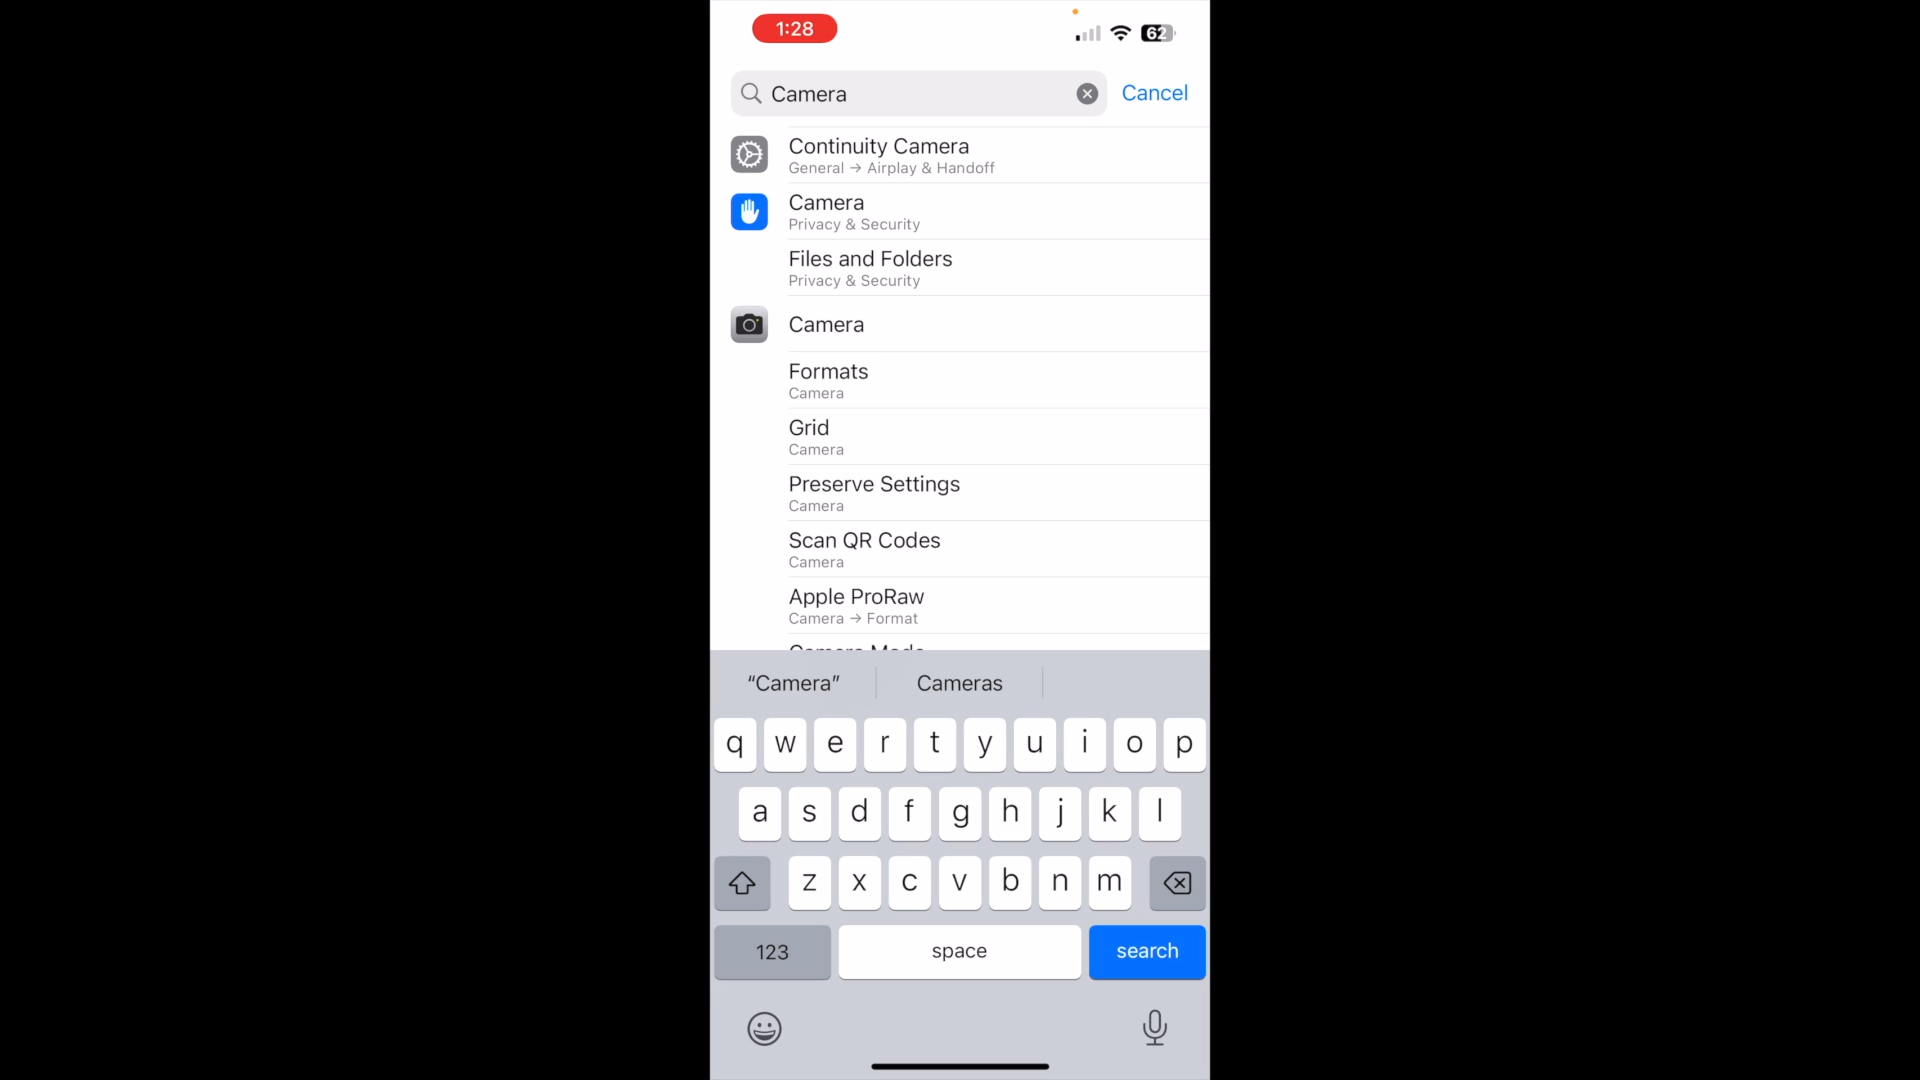 1:28
62
Camera
Cancel
Continuity Camera
General → Airplay & Handoff
Camera
Privacy & Security
Files and Folders
Privacy & Security
Camera
Formats
Camera
Grid
Camera
Preserve Settings
Camera
Scan QR Codes
Camera
Apple ProRaw
Camera → Format
Camera Mode
“Camera”
Cameras
q w e r t y u i o p
a s d f g h j k l
z x c v b n m
123
space
search